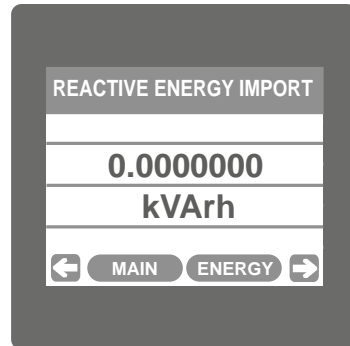 REACTIVE ENERGY IMPORT
0.0000000
kVArh
MAIN ENERGY